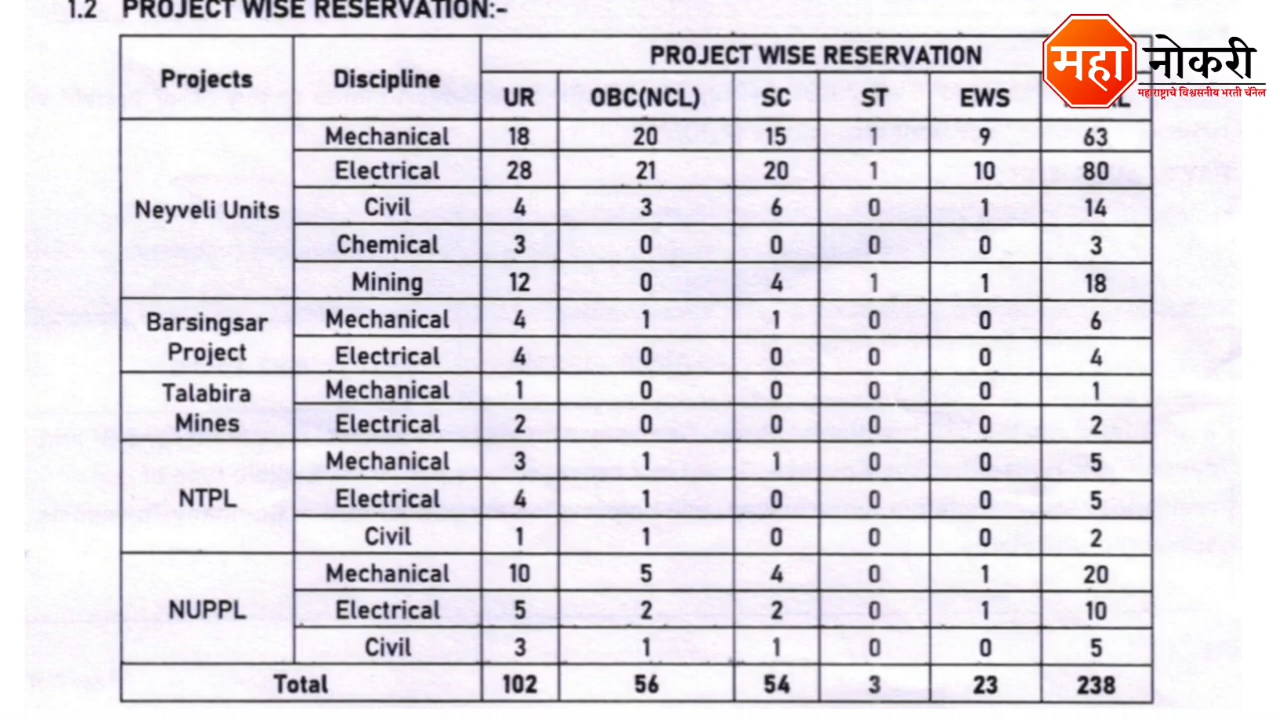 1.2 PROJECT WISE RESERVATION:-
Projects Discipline PROJECT WISE RESERVATION
UR OBC(NCL) SC ST EWS
महा नोकरी
महाराष्ट्राचे विश्वसनीय भरती चॅनेल
Neyveli Units Mechanical 18 20 15 1 9 63
Electrical 28 21 20 1 10 80
Civil 4 3 6 0 1 14
Chemical 3 0 0 0 0 3
Mining 12 0 4 1 1 18
Barsingsar Project Mechanical 4 1 1 0 0 6
Electrical 4 0 0 0 0 4
Talabira Mines Mechanical 1 0 0 0 0 1
Electrical 2 0 0 0 0 2
NTPL Mechanical 3 1 1 0 0 5
Electrical 4 1 0 0 0 5
Civil 1 1 0 0 0 2
NUPPL Mechanical 10 5 4 0 1 20
Electrical 5 2 2 0 1 10
Civil 3 1 1 0 0 5
Total 102 56 54 3 23 238